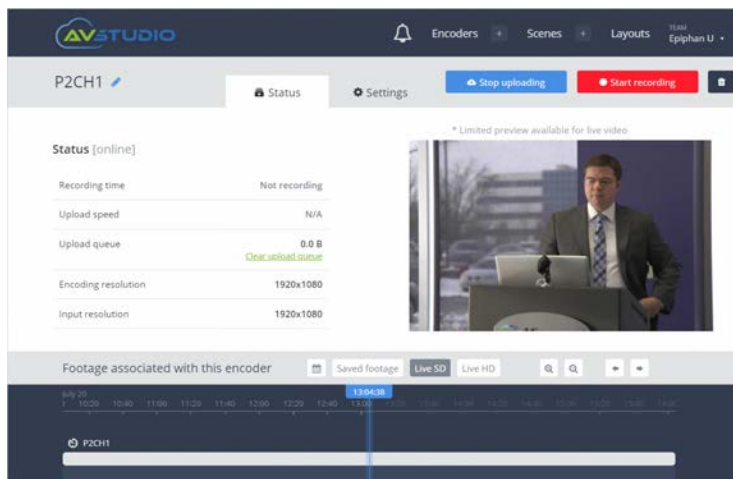 AVSTUDIO
Encoders + Scenes + Layouts
TEAM
Epiphan U
P2CH1
Status
Settings
Stop uploading
Start recording
* Limited preview available for live video
Status [online]
Recording time Not recording
Upload speed N/A
Upload queue 0.0 B
Clear upload queue
Encoding resolution 1920x1080
Input resolution 1920x1080
Footage associated with this encoder
Saved footage Live SD Live HD
13:04:38
July 20
10:20 10:40 11:00 11:20 11:40 12:00 12:20 12:40 13:00
P2CH1